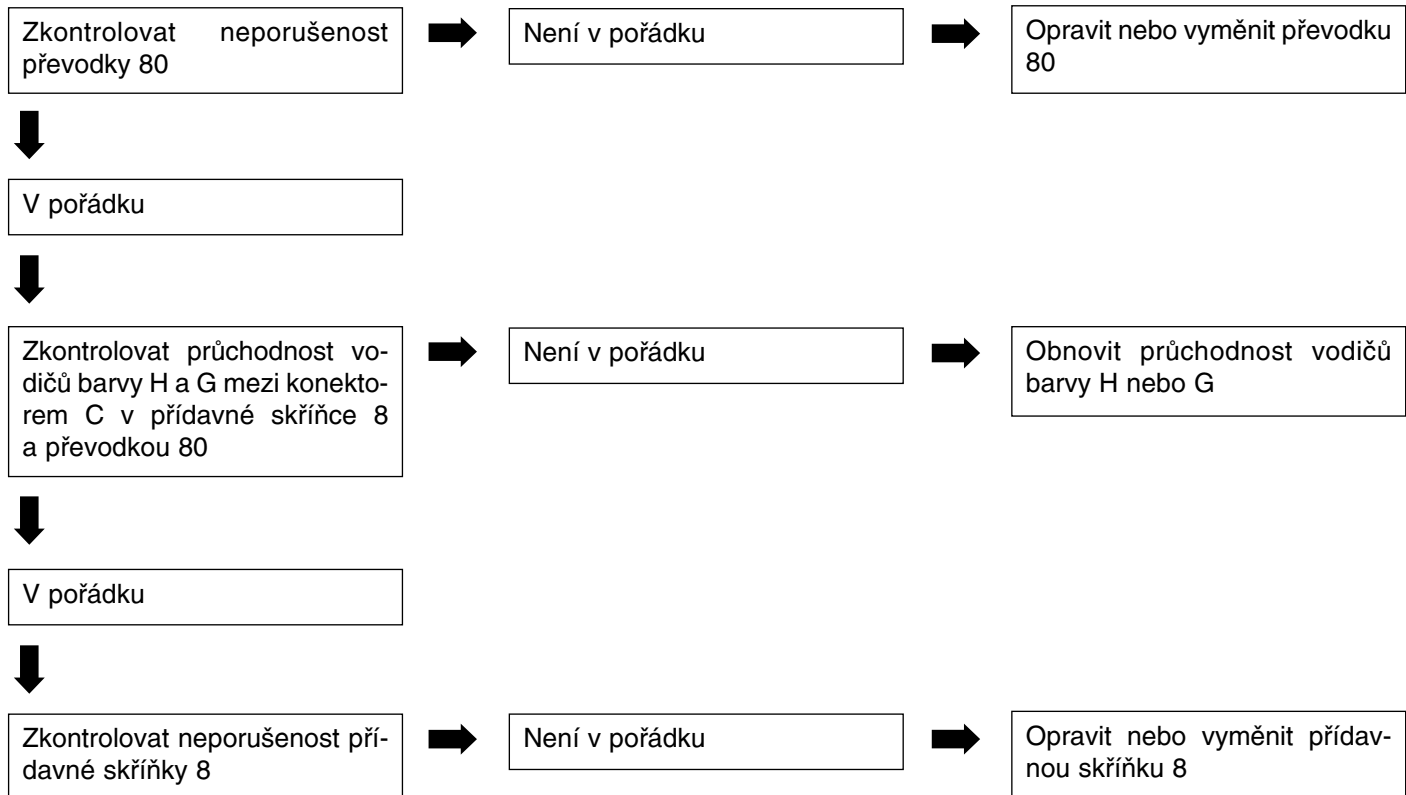 Zkontrolovat neporušenost
převodky 80
Není v pořádku
Opravit nebo vyměnit převodku
80
V pořádku
Zkontrolovat průchodnost vo-
dičů barvy H a G mezi konekto-
rem C v přídavné skříňce 8
a převodkou 80
Není v pořádku
Obnovit průchodnost vodičů
barvy H nebo G
V pořádku
Zkontrolovat neporušenost pří-
davné skříňky 8
Není v pořádku
Opravit nebo vyměnit přídav-
nou skříňku 8